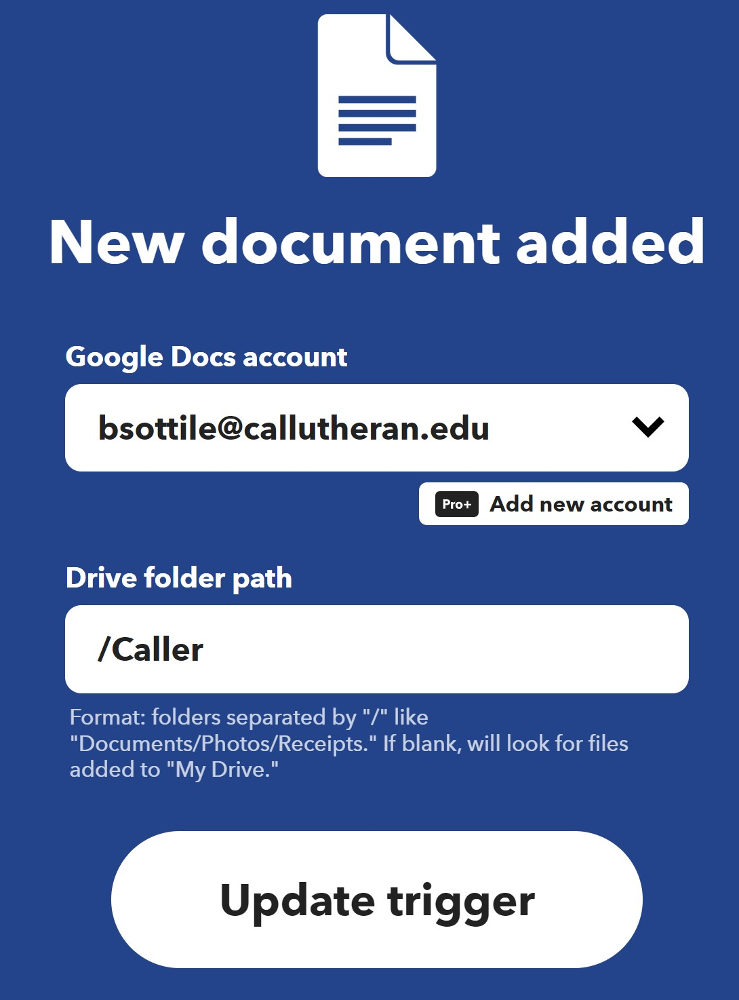 New document added
Google Docs account
bsottile@callutheran.edu
Pro+ Add new account
Drive folder path
/Caller
Format: folders separated by "/" like
"Documents/Photos/Receipts." If blank, will look for files
added to "My Drive."
Update trigger